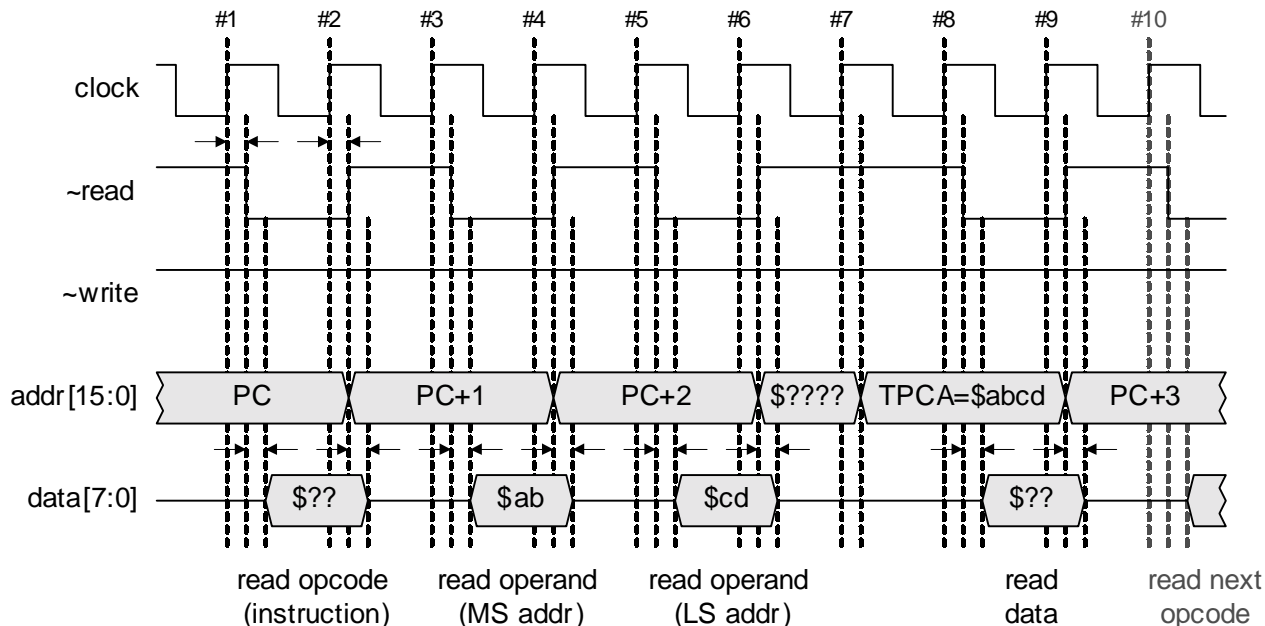 #1 #2 #3 #4 #5 #6 #7 #8 #9 #10
clock
~read
~write
addr[15:0] PC PC+1 PC+2 $???? TPCA=$abcd PC+3
data[7:0] $?? $ab $cd $??
read opcode read operand read operand read read next
(instruction) (MS addr) (LS addr) data opcode